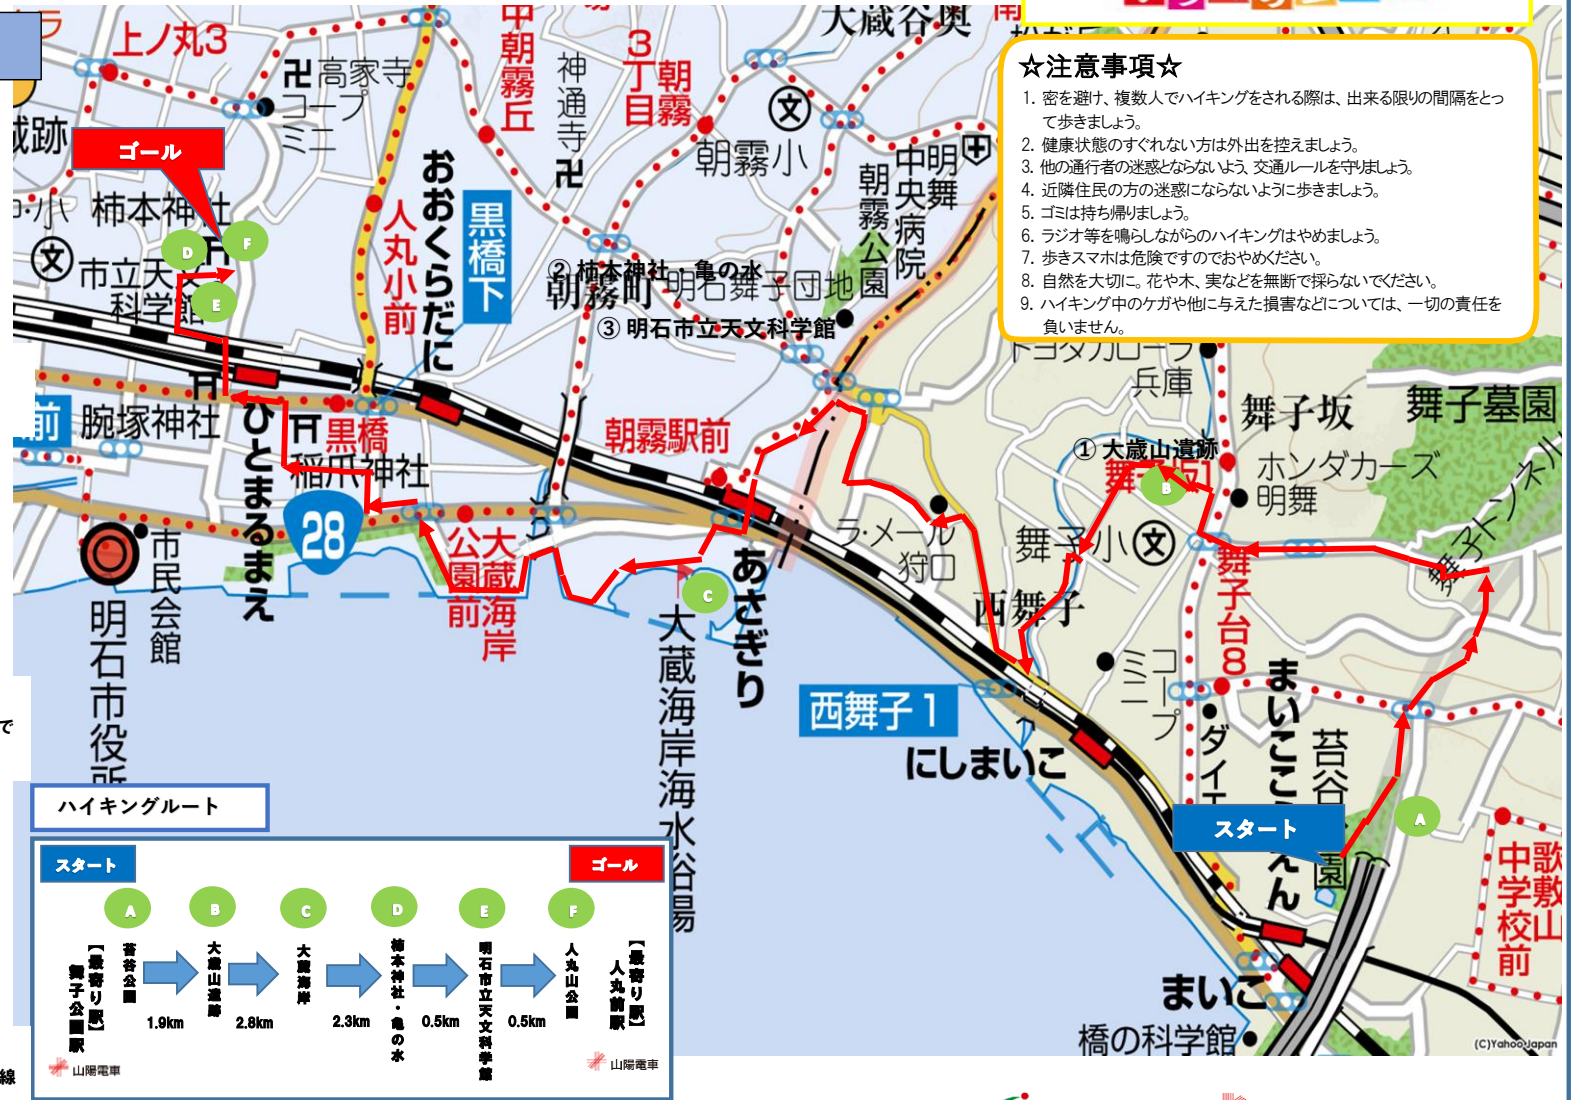 上ノ丸3
高家寺
コープミニ
城跡
ゴール
柿本神社
小
文
市立天文科学館
D
F
E
中朝霧丘
神通寺
朝霧3丁目
大蔵谷奥
文
朝霧小
明舞中央病院
朝霧公園
人丸小前
おおくらだに
黒橋下
② 柿本神社・亀の水
朝霧町
明石舞子団地
③ 明石市立天文科学館
☆注意事項☆
1. 密を避け、複数人でハイキングをされる際は、出来る限りの間隔をとっ
て歩きましょう。
2. 健康状態のすぐれない方は外出を控えましょう。
3. 他の通行者の迷惑とならないよう、交通ルールを守りましょう。
4. 近隣住民の方の迷惑にならないように歩きましょう。
5. ゴミは持ち帰りましょう。
6. ラジオ等を鳴らしながらのハイキングはやめましょう。
7. 歩きスマホは危険ですのでおやめください。
8. 自然を大切に。花や木、実などを無断で採らないでください。
9. ハイキング中のケガや他に与えた損害などについては、一切の責任を
負いません。
トヨタカローラ兵庫
舞子坂
舞子墓園
舞子トンネル
前
腕塚神社
ひとまるまえ
黒橋
稲爪神社
朝霧駅前
① 大歳山遺跡
舞子坂1
B
ホンダカーズ明舞
28
市民会館
明石市役所
大蔵海岸公園前
あさぎり
C
大蔵海岸海水浴場
ラ・メール狩口
舞子小
文
西舞子
舞子台8
コープミニ
西舞子1
にしまいこ
まいここうえん
苔谷公園
ダイエー
スタート
A
歌敷山中学校前
まいこ
橋の科学館
(C)Yahoo Japan
で
線
ハイキングルート
スタート
ゴール
A
B
C
D
E
F
【最寄り駅】
舞子公園駅
苔谷公園
大歳山遺跡
大蔵海岸
柿本神社・亀の水
明石市立天文科学館
人丸山公園
【最寄り駅】
人丸前駅
1.9km
2.8km
2.3km
0.5km
0.5km
山陽電車
山陽電車